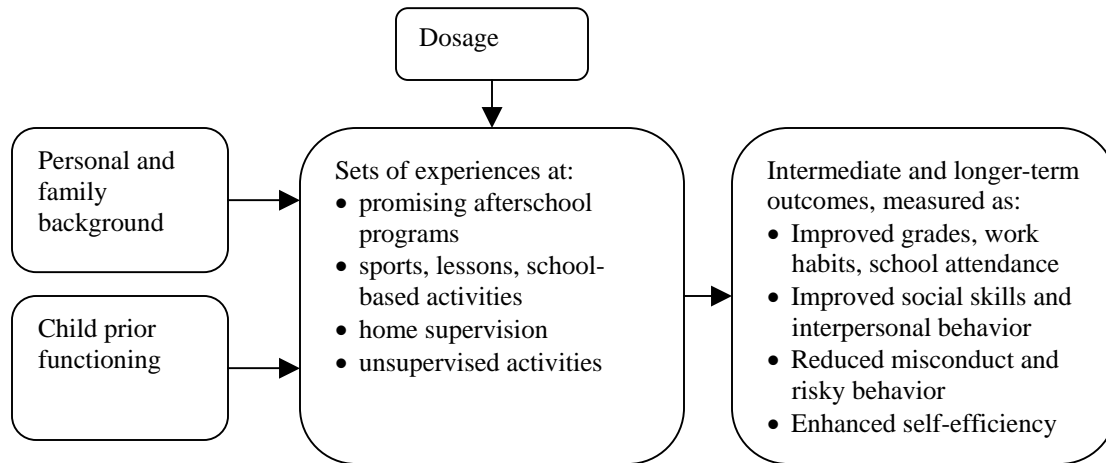 Dosage
Personal and
family
background
Child prior
functioning
Sets of experiences at:
• promising afterschool
programs
• sports, lessons, school-
based activities
• home supervision
• unsupervised activities
Intermediate and longer-term
outcomes, measured as:
• Improved grades, work
habits, school attendance
• Improved social skills and
interpersonal behavior
• Reduced misconduct and
risky behavior
• Enhanced self-efficiency